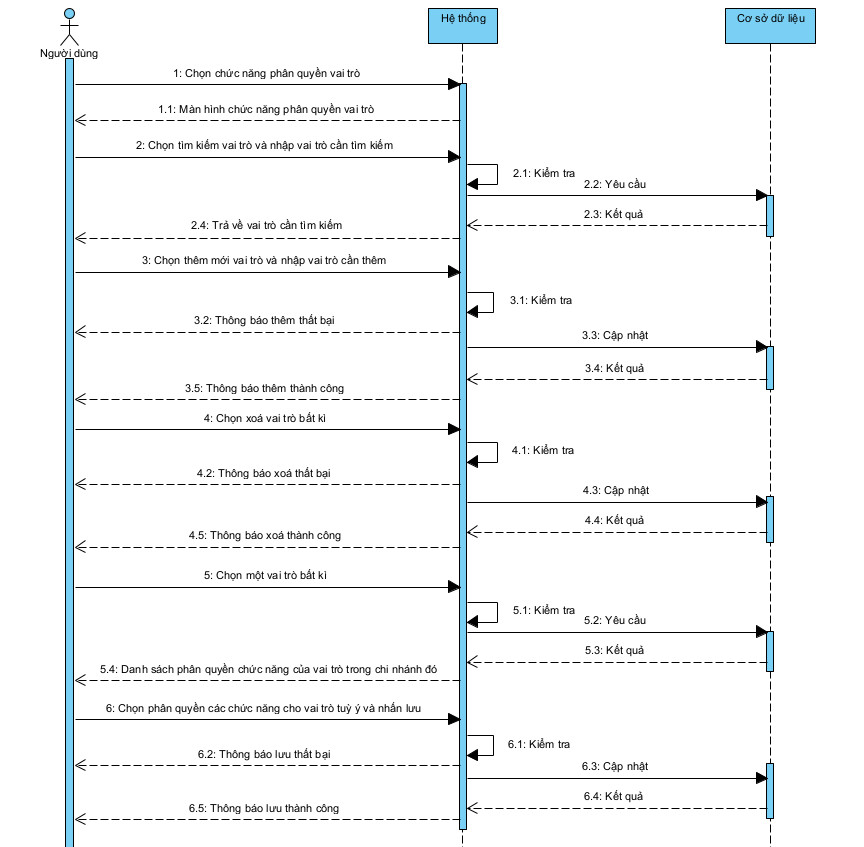 Người dùng
Hệ thống
Cơ sở dữ liệu
1: Chọn chức năng phân quyền vai trò
1.1: Màn hình chức năng phân quyền vai trò
2: Chọn tìm kiếm vai trò và nhập vai trò cần tìm kiếm
2.1: Kiểm tra
2.2: Yêu cầu
2.3: Kết quả
2.4: Trả về vai trò cần tìm kiếm
3: Chọn thêm mới vai trò và nhập vai trò cần thêm
3.1: Kiểm tra
3.2: Thông báo thêm thất bại
3.3: Cập nhật
3.4: Kết quả
3.5: Thông báo thêm thành công
4: Chọn xoá vai trò bất kì
4.1: Kiểm tra
4.2: Thông báo xoá thất bại
4.3: Cập nhật
4.4: Kết quả
4.5: Thông báo xoá thành công
5: Chọn một vai trò bất kì
5.1: Kiểm tra
5.2: Yêu cầu
5.3: Kết quả
5.4: Danh sách phân quyền chức năng của vai trò trong chi nhánh đó
6: Chọn phân quyền các chức năng cho vai trò tuỳ ý và nhấn lưu
6.1: Kiểm tra
6.2: Thông báo lưu thất bại
6.3: Cập nhật
6.4: Kết quả
6.5: Thông báo lưu thành công